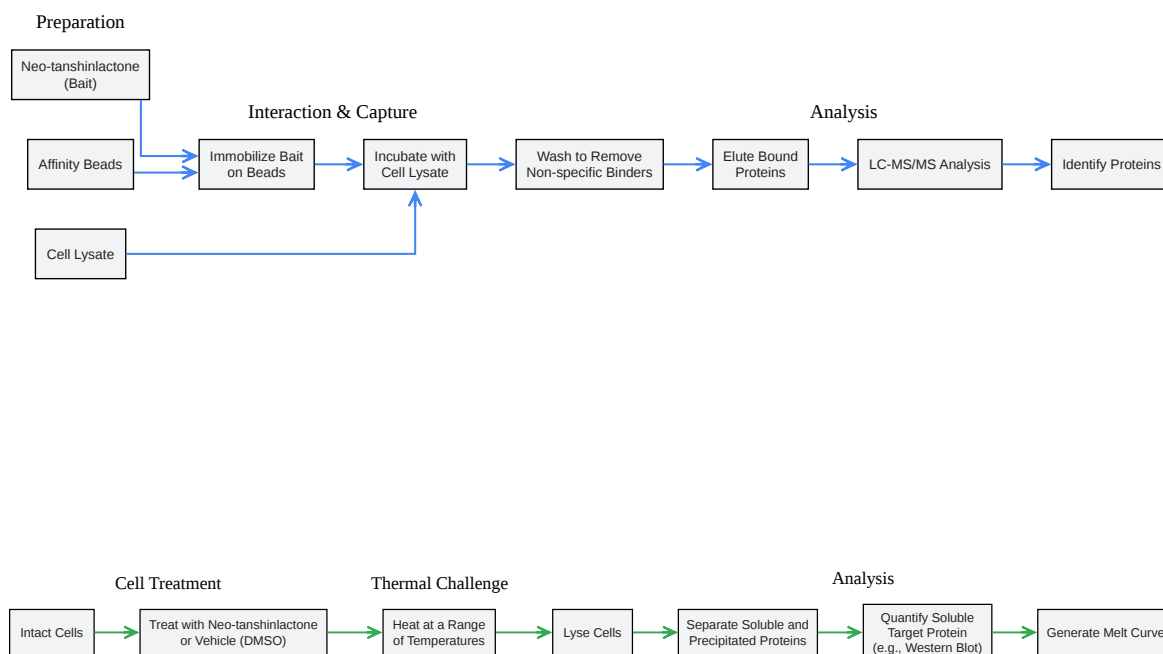 Preparation
Neo-tanshinlactone
(Bait)
Interaction & Capture
Analysis
Affinity Beads
Immobilize Bait
on Beads
Incubate with
Cell Lysate
Wash to Remove
Non-specific Binders
Elute Bound
Proteins
LC-MS/MS Analysis
Identify Proteins
Cell Lysate
Cell Treatment
Thermal Challenge
Analysis
Intact Cells
Treat with Neo-tanshinlactone
or Vehicle (DMSO)
Heat at a Range
of Temperatures
Lyse Cells
Separate Soluble and
Precipitated Proteins
Quantify Soluble
Target Protein
(e.g., Western Blot)
Generate Melt Curve